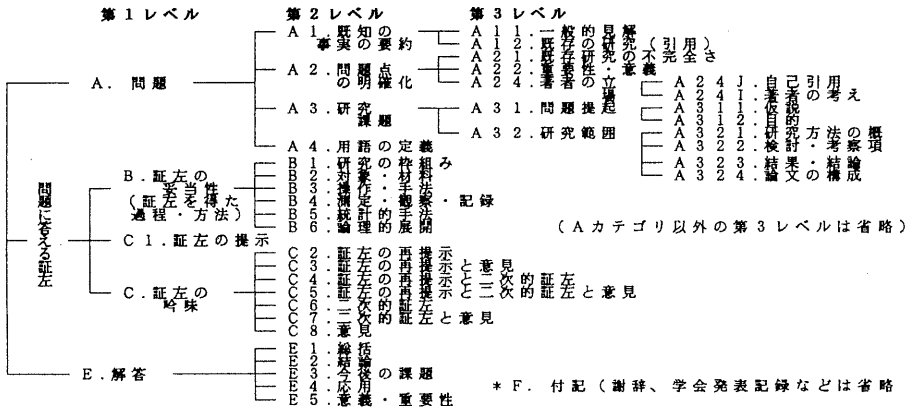 第1レベル 第2レベル 第3レベル
A. 問題
A1.既知の
事実の要約
A11.一般的見解
A12.既存の研究(引用)
A2.問題点
の明確化
A21.既存研究の不完全さ
A22.重要性・意義
A24.著者の立
場
A24J.自己引用
A24I.著者の考え
A3.研究
課題
A31.問題提起
A311.仮説
A312.目的
A32.研究範囲
A321.研究方法の概
A322.検討・考察項
A323.結果・結論
A324.論文の構成
A4.用語の定義
問題に答える証左
B.証左の
妥当性
(証左を得た
過程・方法)
B1.研究の枠組み
B2.対象・材料
B3.操作・手法
B4.測定・観察・記録
B5.統計的手法
B6.論理的展開
(Aカテゴリ以外の第3レベルは省略)
C1.証左の提示
C.証左の
吟味
C2.証左の再提示
C3.証左の再提示と意見
C4.証左の再提示と二次的証左
C5.証左の再提示と二次的証左と意見
C6.二次的証左
C7.二次的証左と意見
C8.意見
E.解答
E1.総括
E2.結論
E3.今後の課題
E4.応用
E5.意義・重要性
*F. 付記(謝辞、学会発表記録などは省略